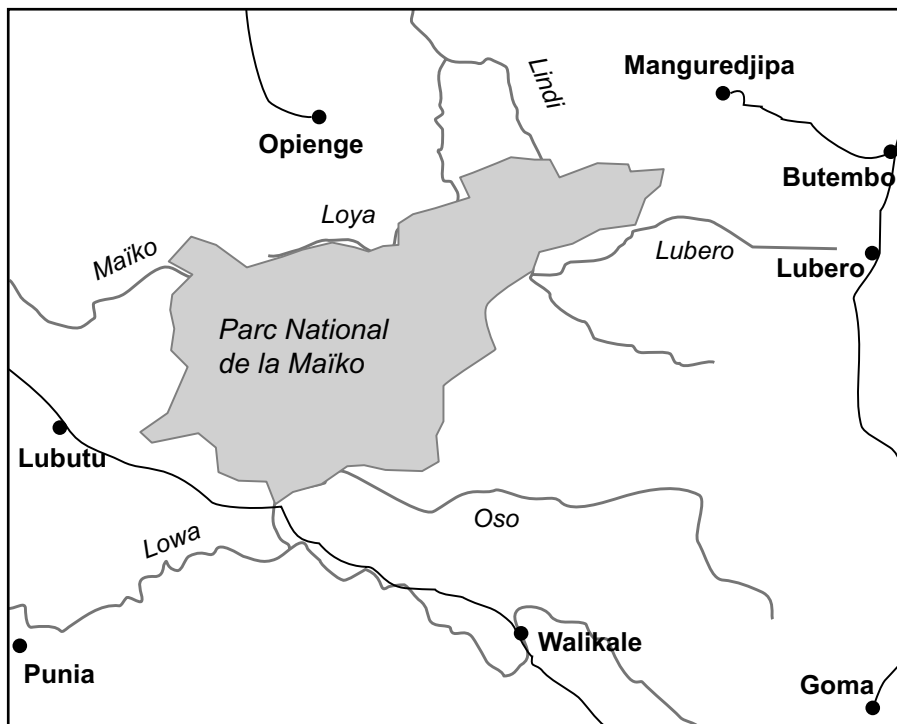 Manguredjipa
Lindi
Opienge
Butembo
Loya
Maïko
Lubero
Lubero
Parc National
de la Maïko
Lubutu
Oso
Lowa
Walikale
Punia
Goma